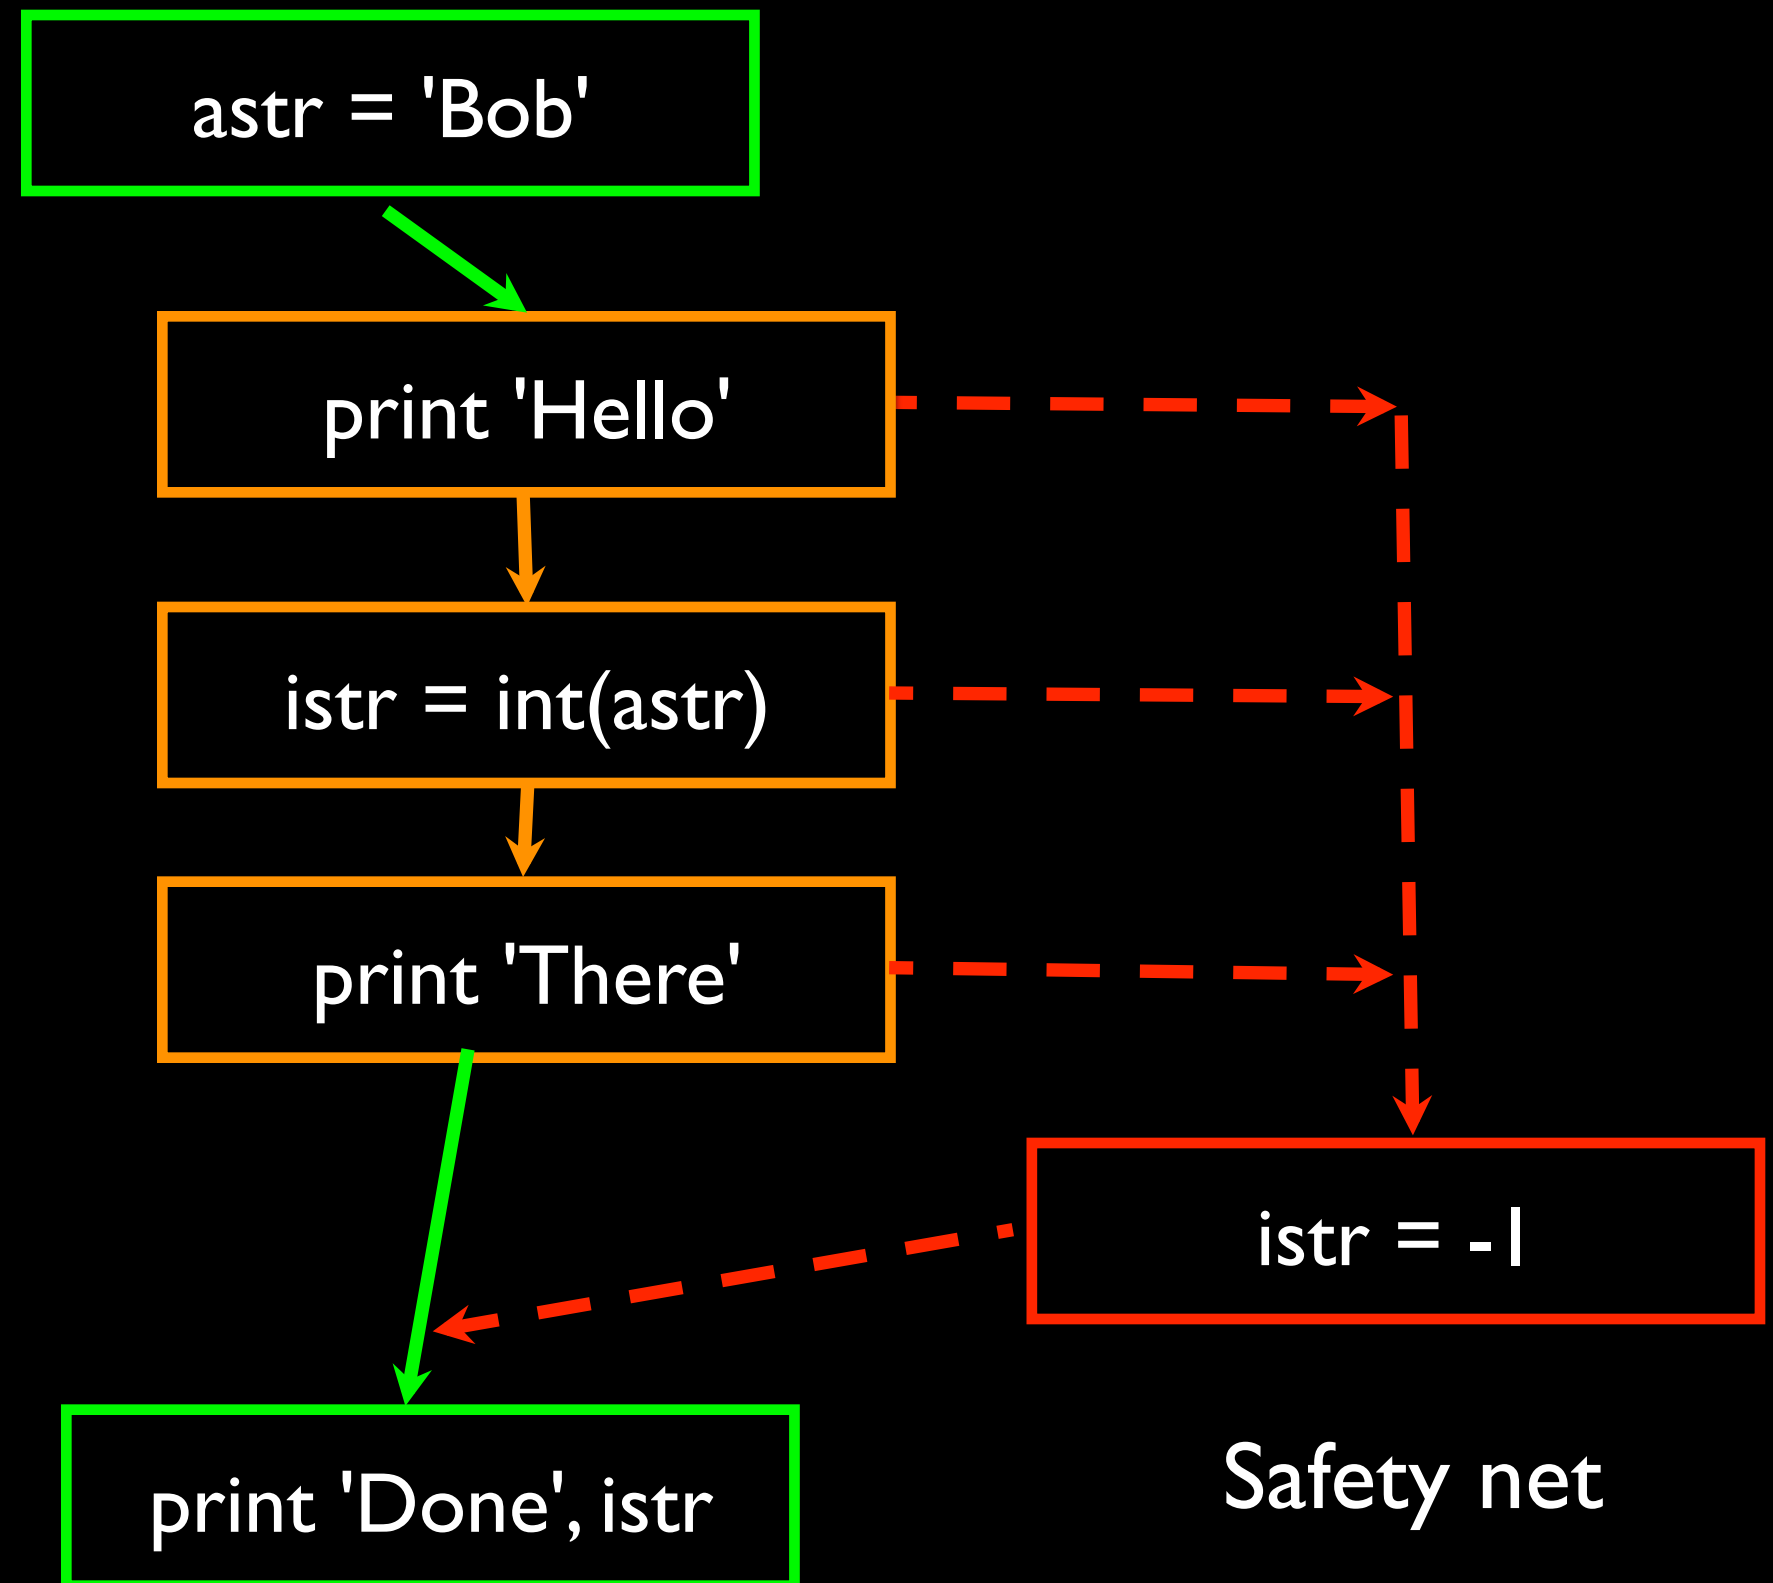 astr = 'Bob'
print 'Hello'
istr = int(astr)
print 'There'
istr = -1
print 'Done', istr
Safety net